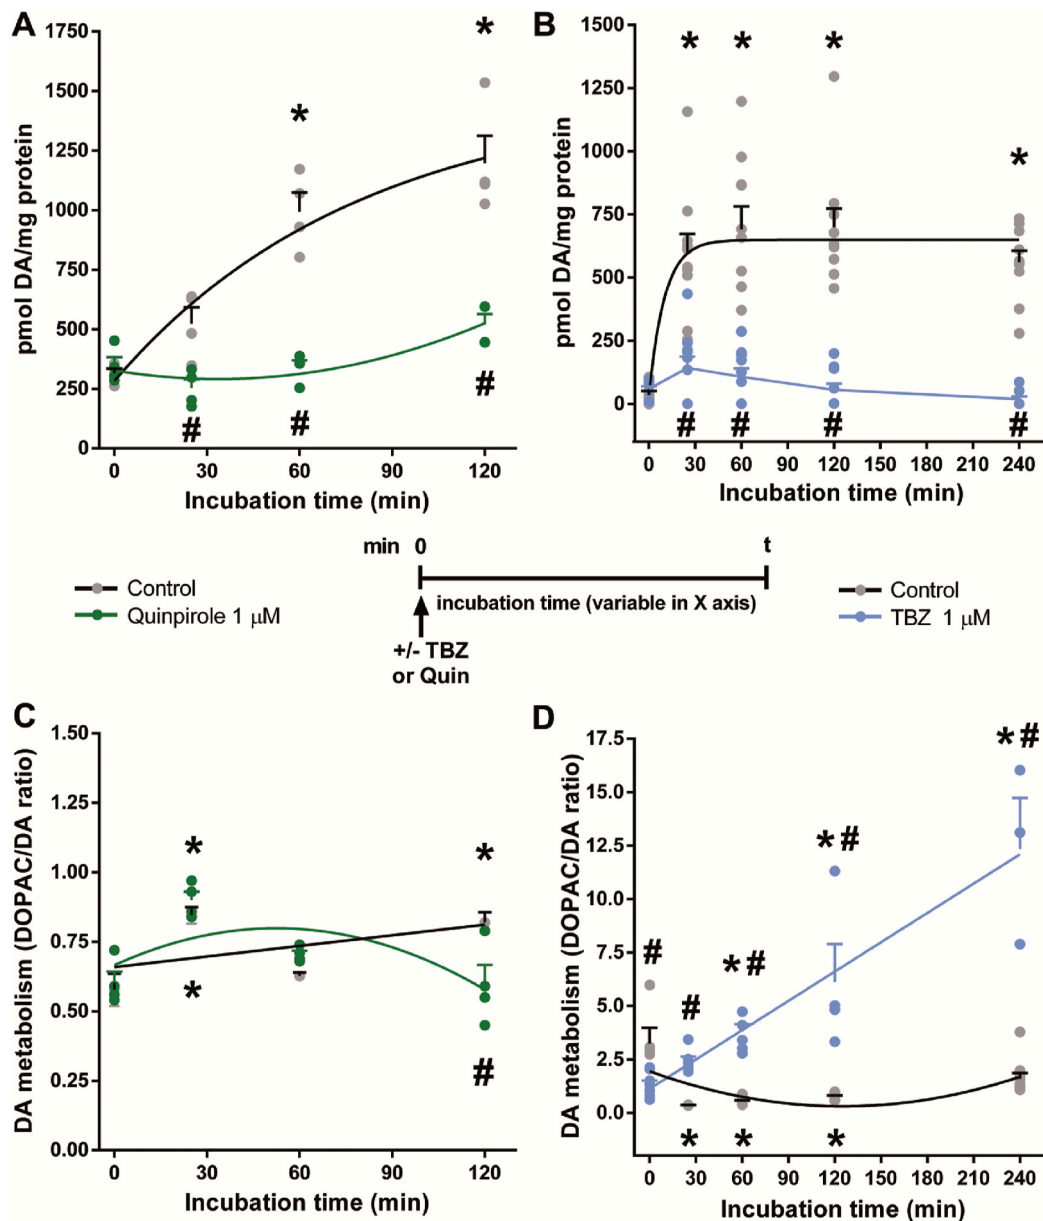 A
pmol DA/mg protein
1750
1500
1250
1000
750
500
250
0
* *
# # #
0 30 60 90 120
Incubation time (min)
B
pmol DA/mg protein
1500
1250
1000
750
500
250
0
* * * *
# # # #
0 30 60 90 120 150 180 210 240
Incubation time (min)
Control
Quinpirole 1 μM
min 0 t
incubation time (variable in X axis)
+/- TBZ
or Quin
Control
TBZ 1 μM
C
DA metabolism (DOPAC/DA ratio)
1.50
1.25
1.00
0.75
0.50
0.25
0.00
* *
*
#
0 30 60 90 120
Incubation time (min)
D
DA metabolism (DOPAC/DA ratio)
17.5
15.0
12.5
10.0
7.5
5.0
2.5
0.0
# # *# *# *#
* * *
0 30 60 90 120 150 180 210 240
Incubation time (min)